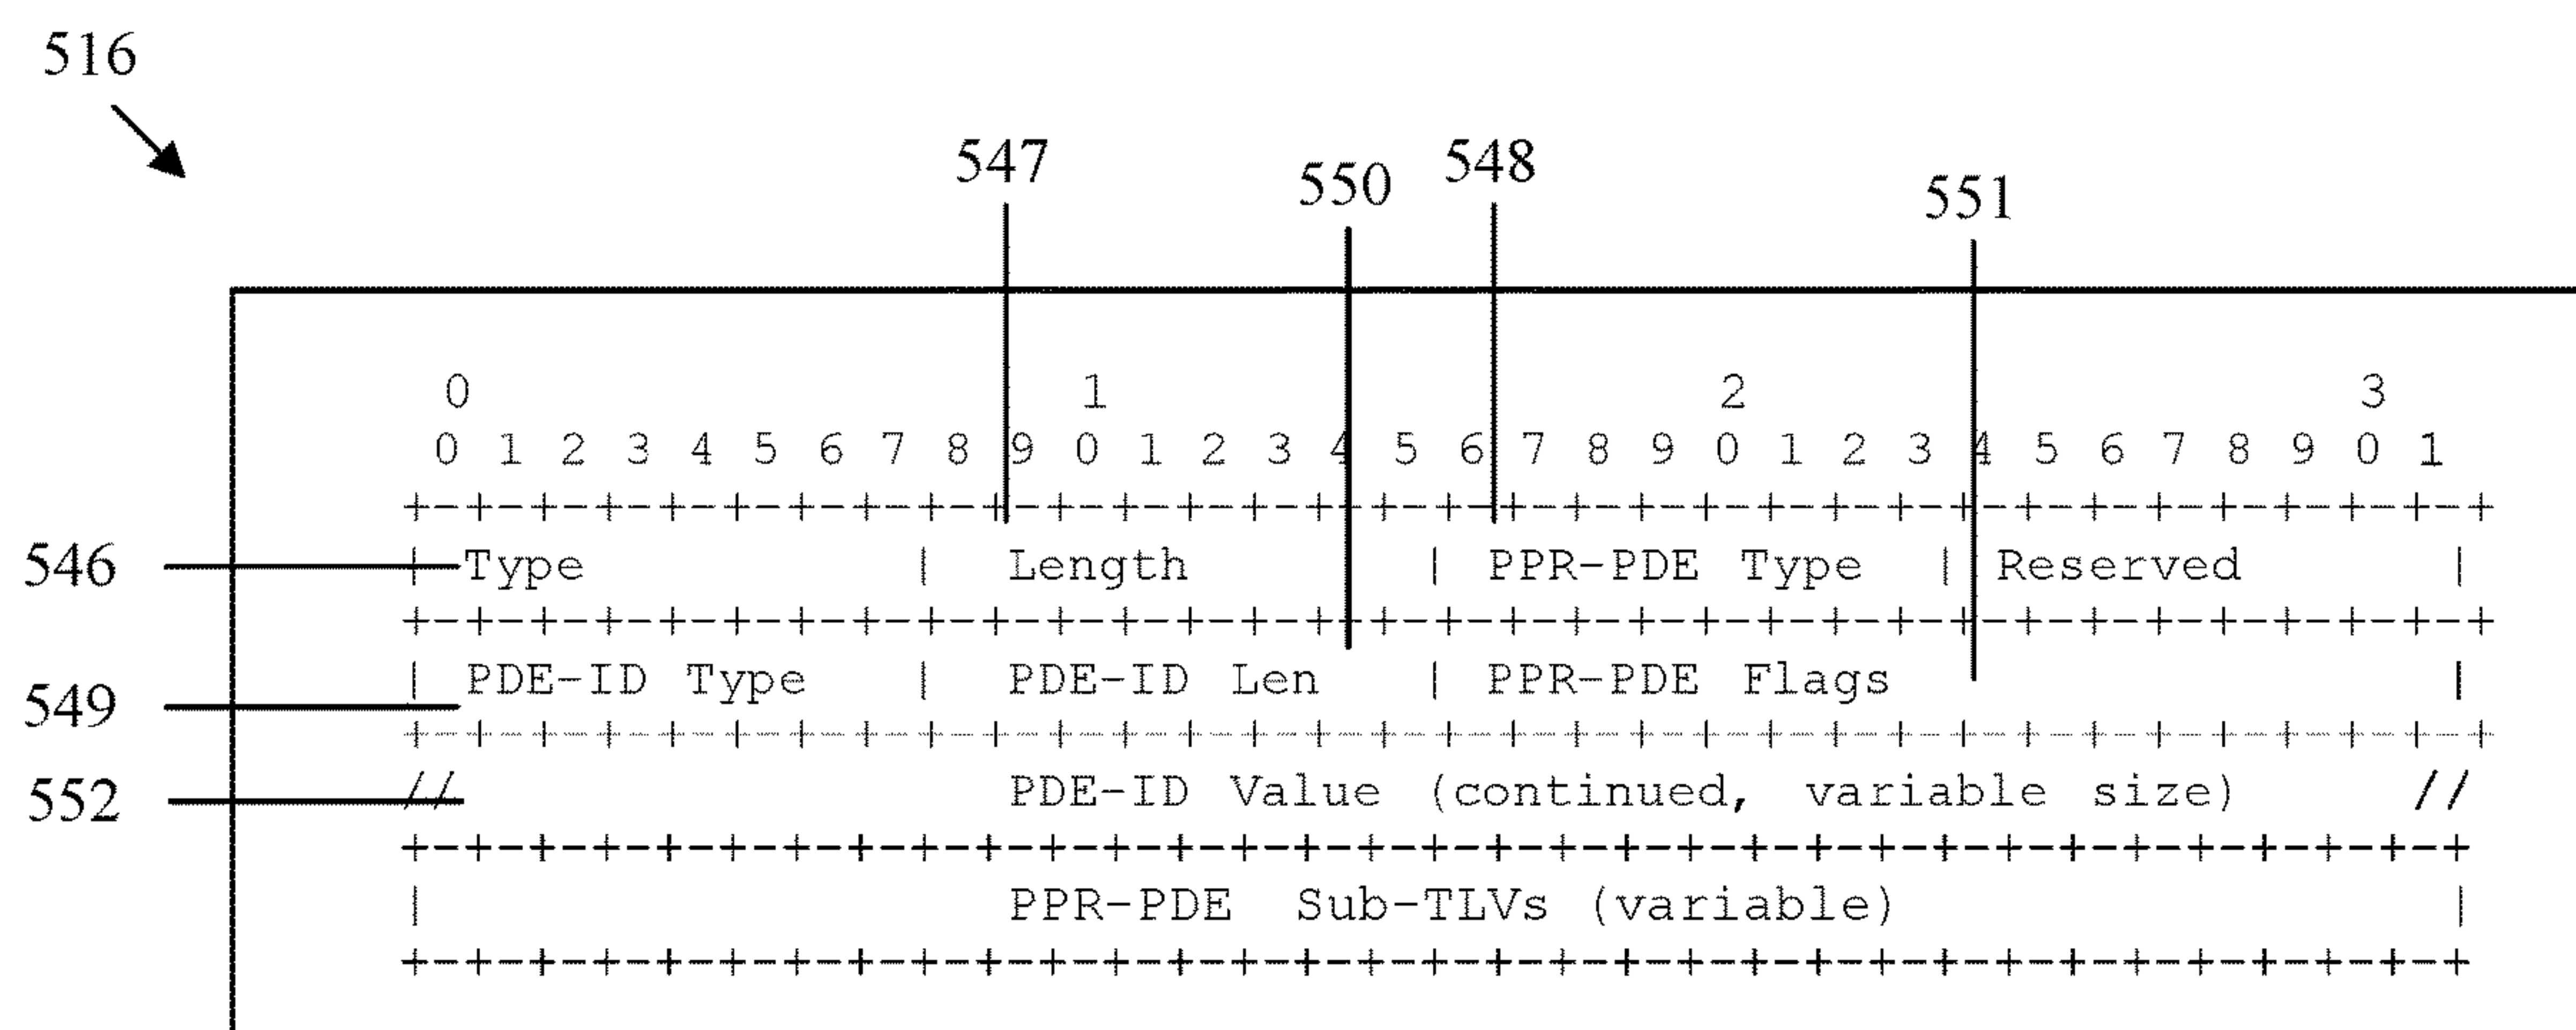 516
547 550 548 551
0 1 2 3
0 1 2 3 4 5 6 7 8 9 0 1 2 3 4 5 6 7 8 9 0 1 2 3 4 5 6 7 8 9 0 1
+-+-+-+-+-+-+-+-+-+-+-+-+-+-+-+-+-+-+-+-+-+-+-+-+-+-+-+-+-+-+-+-+
546 | Type | Length | PPR-PDE Type | Reserved |
+-+-+-+-+-+-+-+-+-+-+-+-+-+-+-+-+-+-+-+-+-+-+-+-+-+-+-+-+-+-+-+-+
549 | PDE-ID Type | PDE-ID Len | PPR-PDE Flags |
+-+-+-+-+-+-+-+-+-+-+-+-+-+-+-+-+-+-+-+-+-+-+-+-+-+-+-+-+-+-+-+-+
552 // PDE-ID Value (continued, variable size) //
+-+-+-+-+-+-+-+-+-+-+-+-+-+-+-+-+-+-+-+-+-+-+-+-+-+-+-+-+-+-+-+-+
| PPR-PDE Sub-TLVs (variable) |
+-+-+-+-+-+-+-+-+-+-+-+-+-+-+-+-+-+-+-+-+-+-+-+-+-+-+-+-+-+-+-+-+